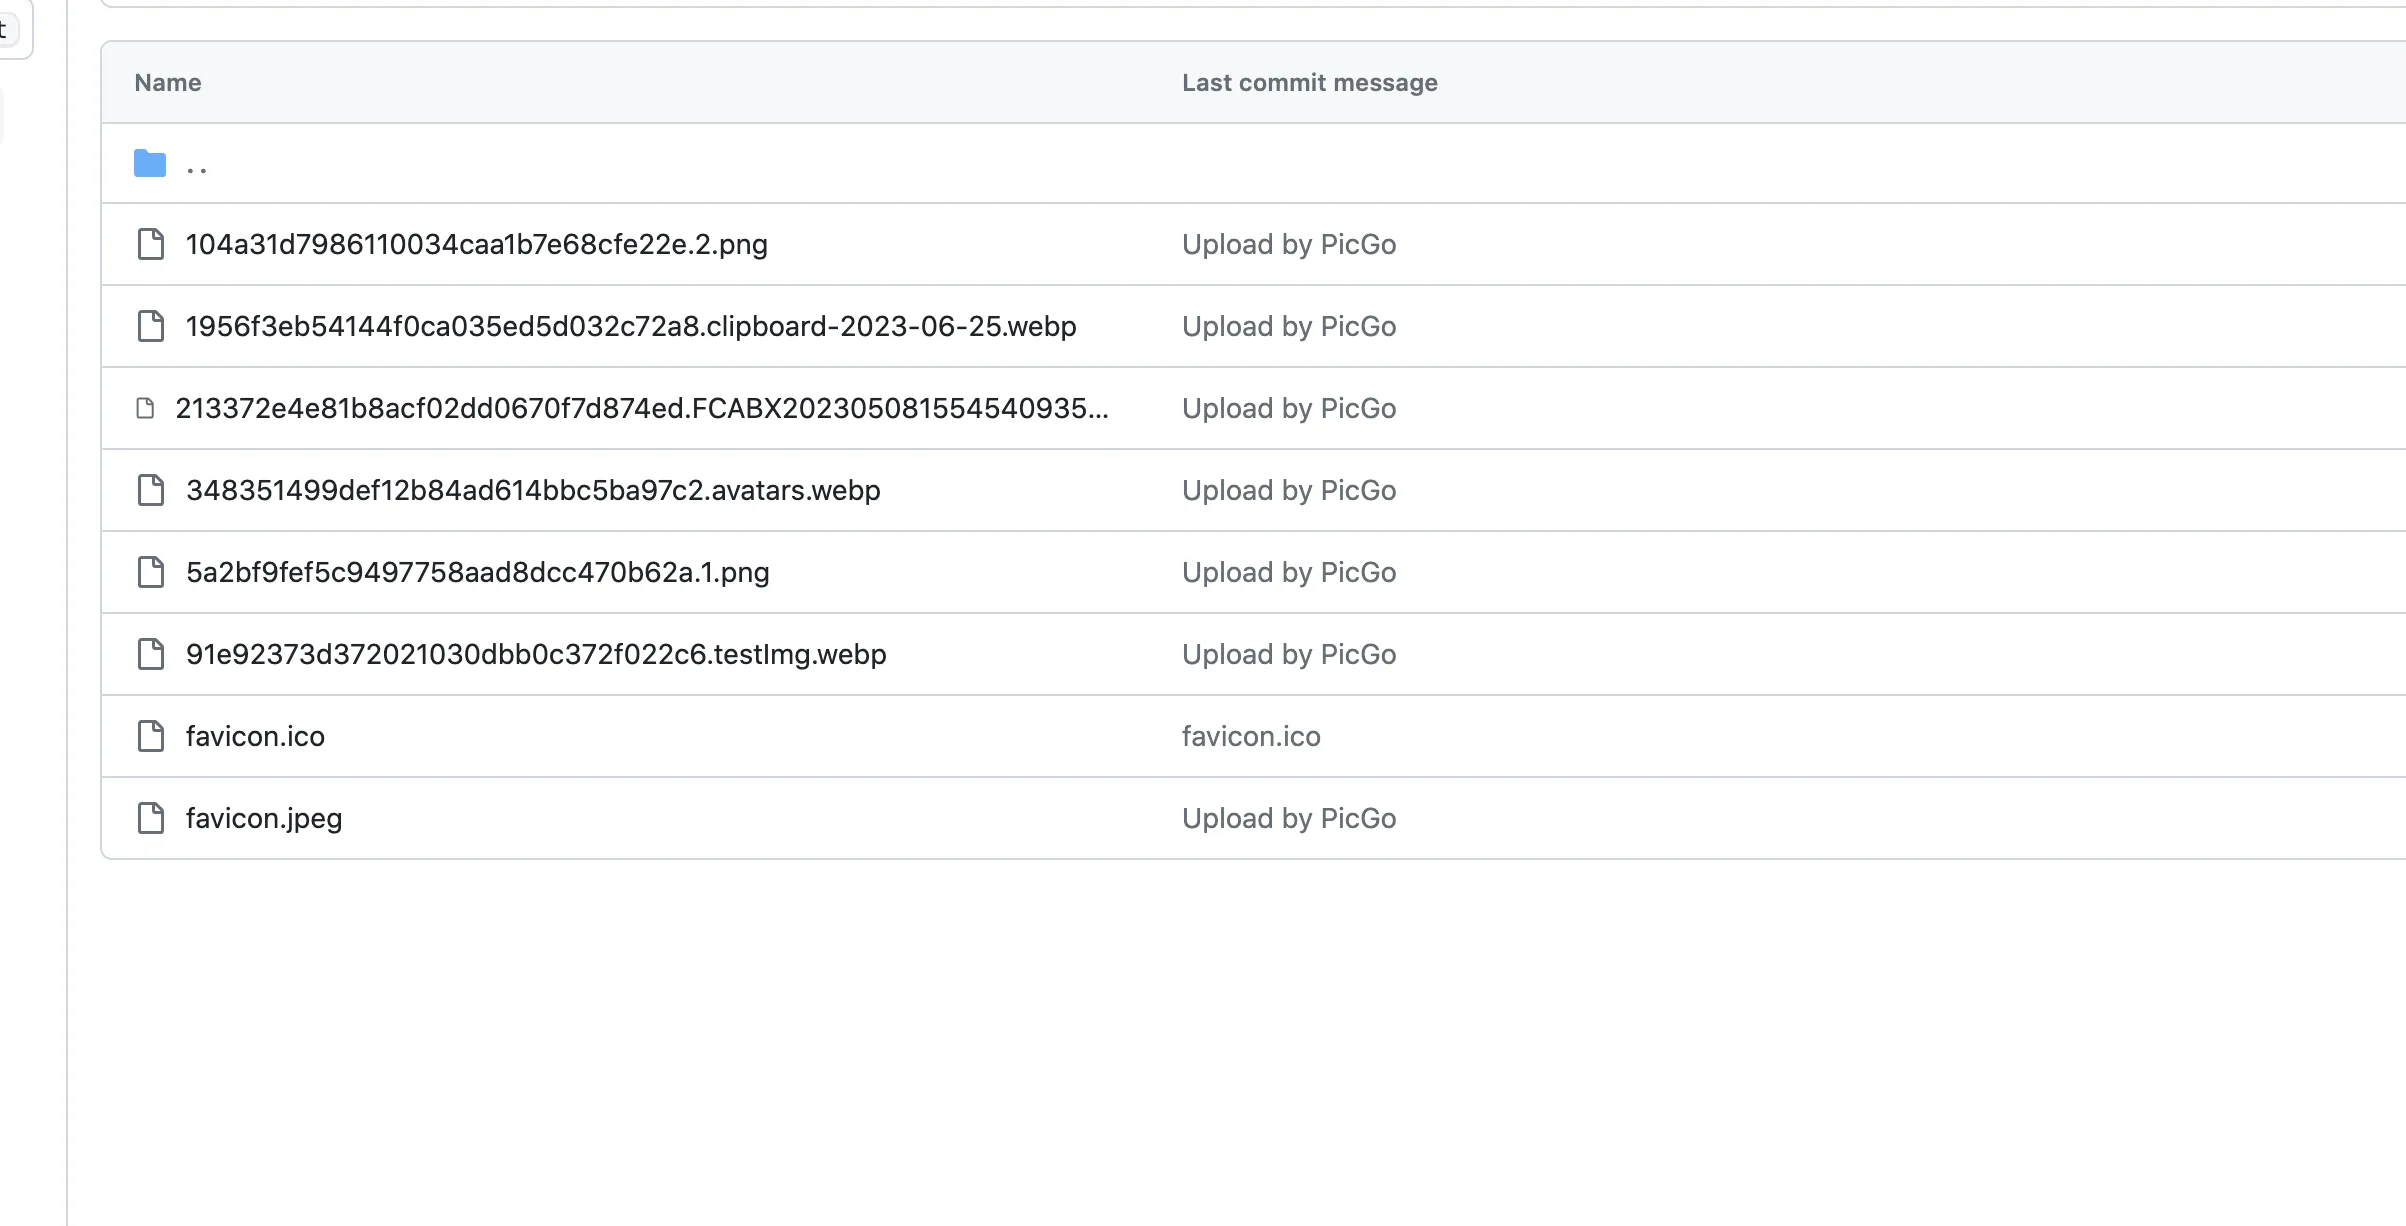 t
Name Last commit message
..
104a31d7986110034caa1b7e68cfe22e.2.png Upload by PicGo
1956f3eb54144f0ca035ed5d032c72a8.clipboard-2023-06-25.webp Upload by PicGo
213372e4e81b8acf02dd0670f7d874ed.FCABX202305081554540935... Upload by PicGo
348351499def12b84ad614bbc5ba97c2.avatars.webp Upload by PicGo
5a2bf9fef5c9497758aad8dcc470b62a.1.png Upload by PicGo
91e92373d372021030dbb0c372f022c6.testImg.webp Upload by PicGo
favicon.ico favicon.ico
favicon.jpeg Upload by PicGo